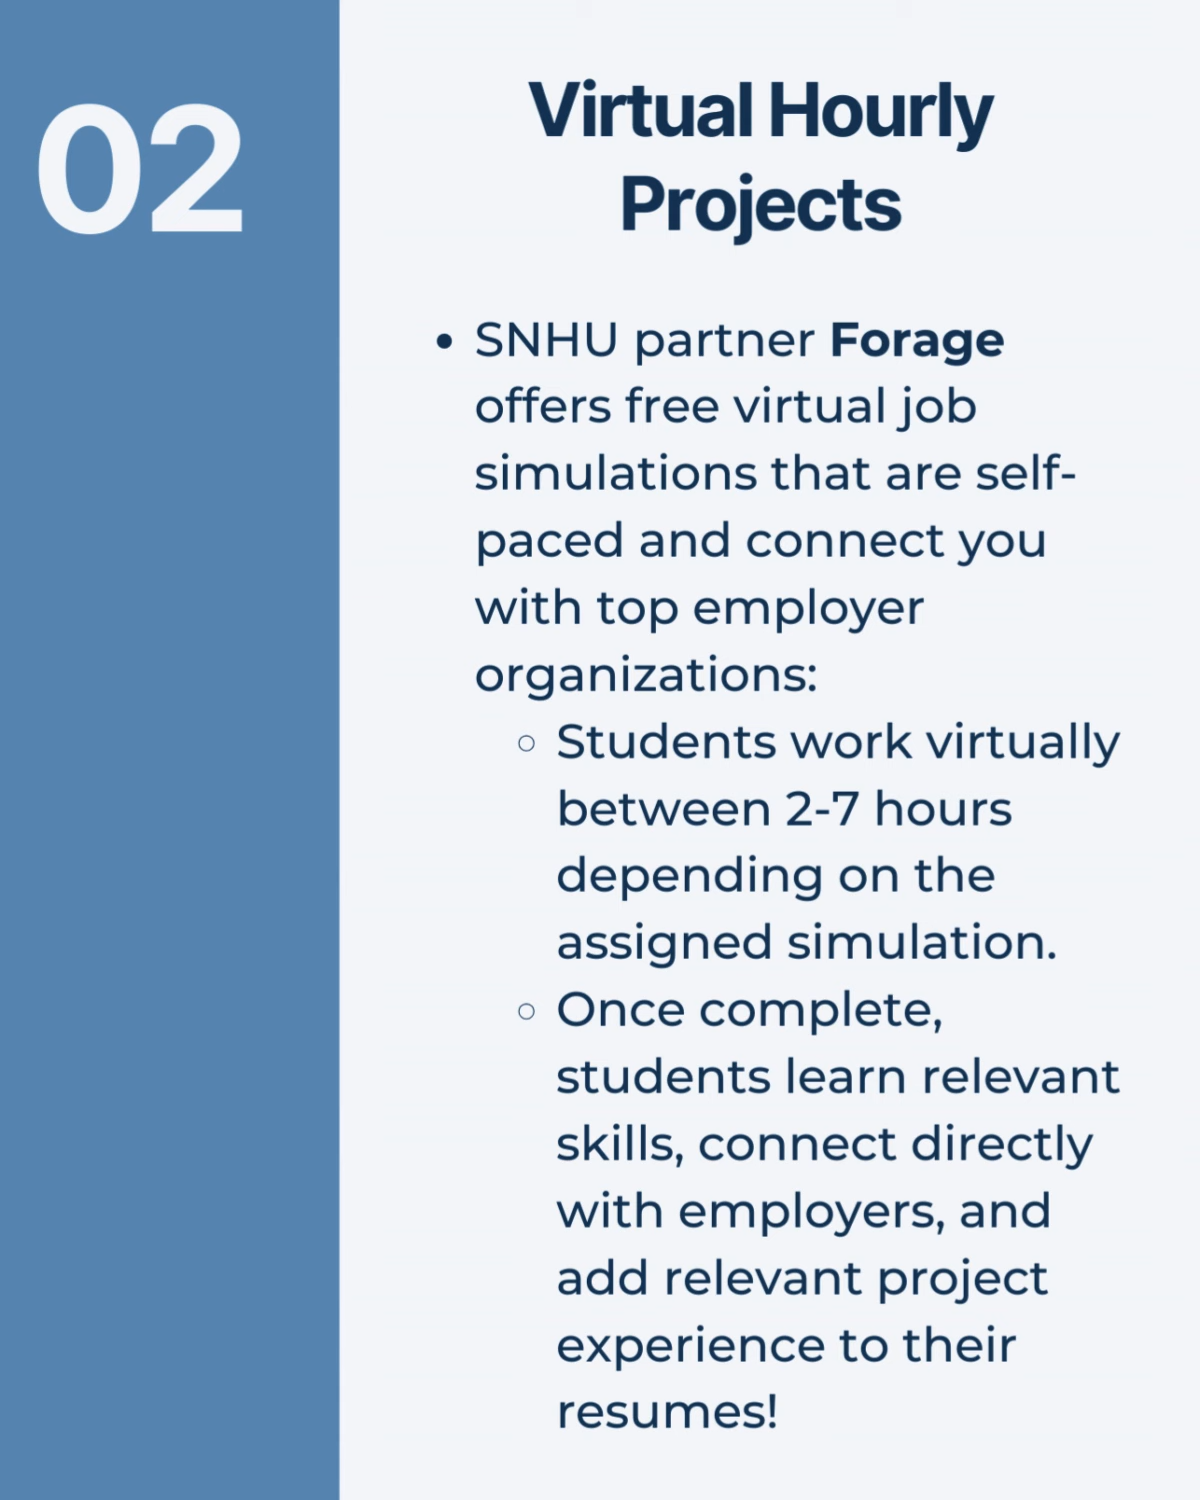 02
Virtual Hourly
Projects
• SNHU partner Forage
offers free virtual job
simulations that are self-
paced and connect you
with top employer
organizations:
○ Students work virtually
between 2-7 hours
depending on the
assigned simulation.
○ Once complete,
students learn relevant
skills, connect directly
with employers, and
add relevant project
experience to their
resumes!